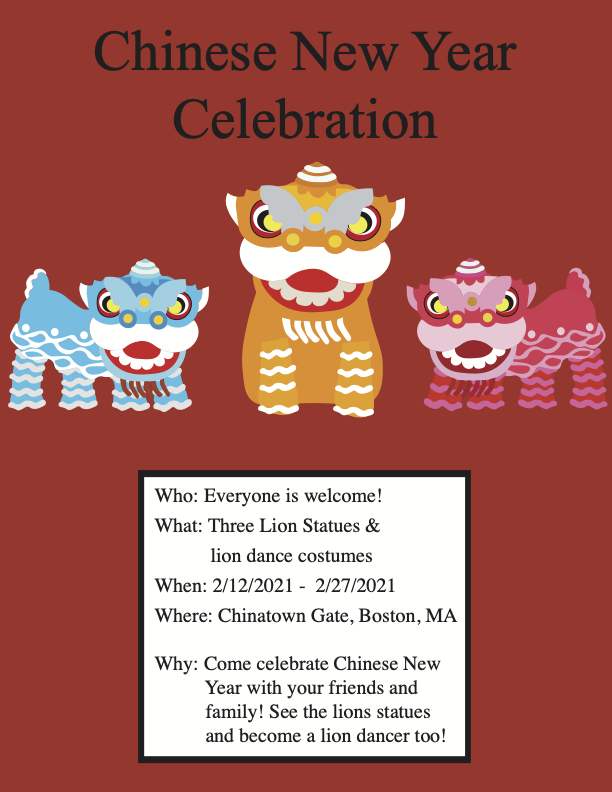 Chinese New Year
Celebration
Who: Everyone is welcome!
What: Three Lion Statues &
lion dance costumes
When: 2/12/2021 - 2/27/2021
Where: Chinatown Gate, Boston, MA
Why: Come celebrate Chinese New
Year with your friends and
family! See the lions statues
and become a lion dancer too!